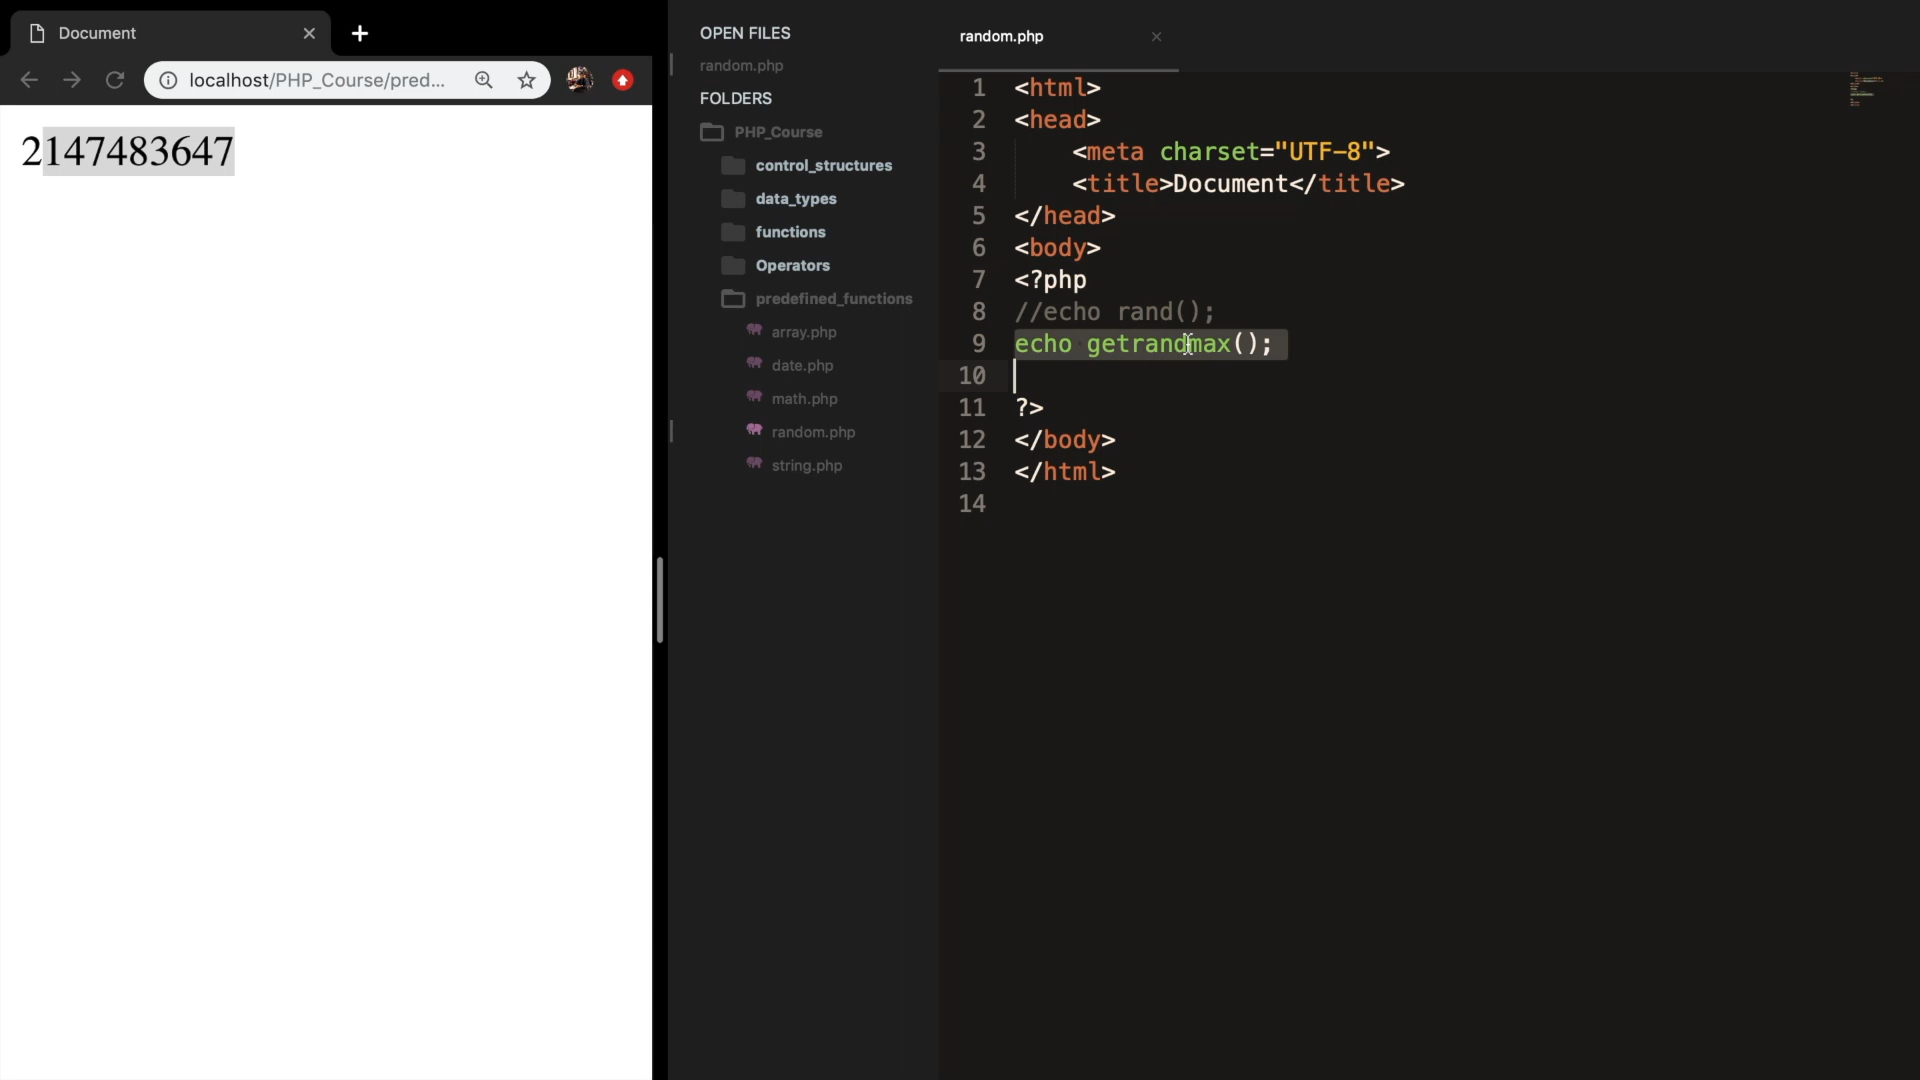 Document
localhost/PHP_Course/pred...
2147483647
OPEN FILES
random.php
FOLDERS
PHP_Course
control_structures
data_types
functions
Operators
predefined_functions
array.php
date.php
math.php
random.php
string.php
random.php
1 <html>
2 <head>
3 <meta charset="UTF-8">
4 <title>Document</title>
5 </head>
6 <body>
7 <?php
8 //echo rand();
9 echo getrandmax();
10
11 ?>
12 </body>
13 </html>
14